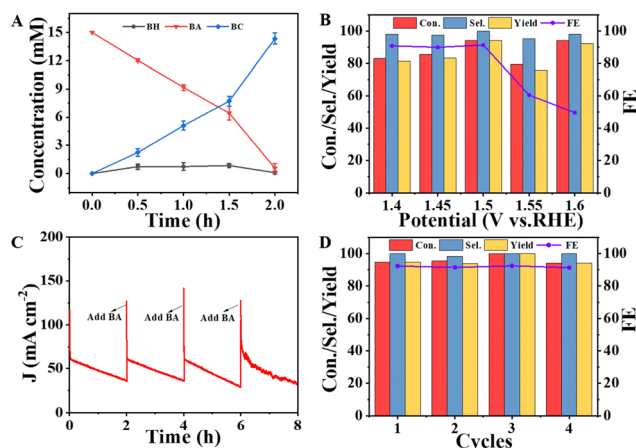 A
BH
BA
BC
Concentration (mM)
15
12
9
6
3
0
0.0
0.5
1.0
1.5
2.0
Time (h)
B
Con.
Sel.
Yield
FE
Con./Sel./Yield
100
80
60
40
20
0
1.4
1.45
1.5
1.55
1.6
Potential (V vs.RHE)
100
80
60
40
20
0
FE
C
J (mA cm⁻²)
200
150
100
50
0
Add BA
Add BA
Add BA
0
2
4
6
8
Time (h)
D
Con.
Sel.
Yield
FE
Con./Sel./Yield
100
80
60
40
20
0
1
2
3
4
Cycles
100
80
60
40
20
0
FE